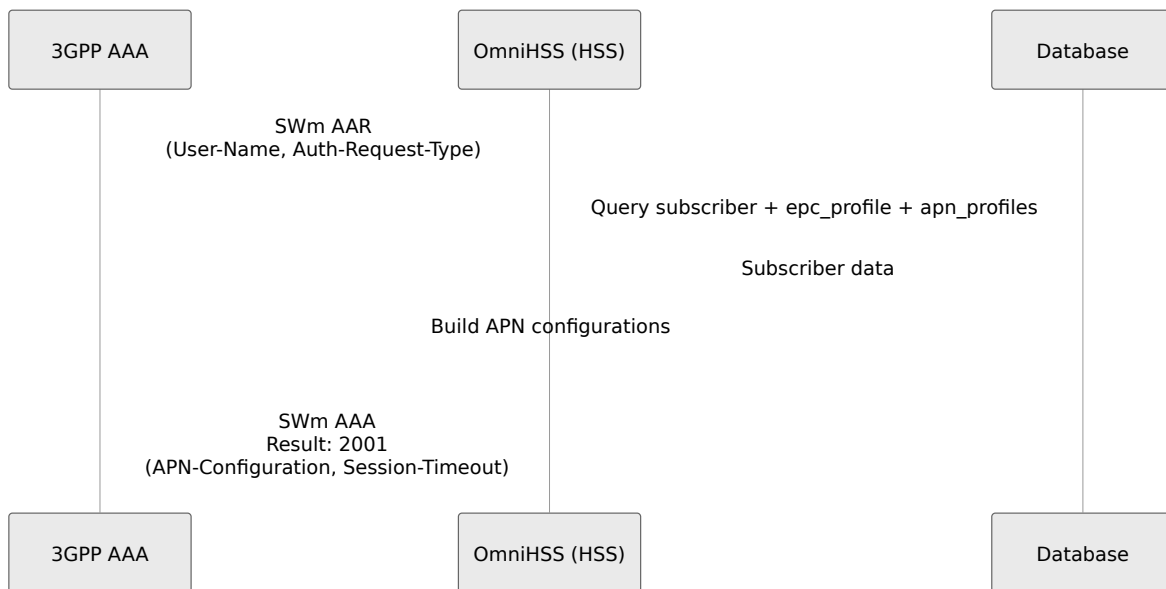 3GPP AAA
OmniHSS (HSS)
Database
SWm AAR
(User-Name, Auth-Request-Type)
Query subscriber + epc_profile + apn_profiles
Subscriber data
Build APN configurations
SWm AAA
Result: 2001
(APN-Configuration, Session-Timeout)
3GPP AAA
OmniHSS (HSS)
Database